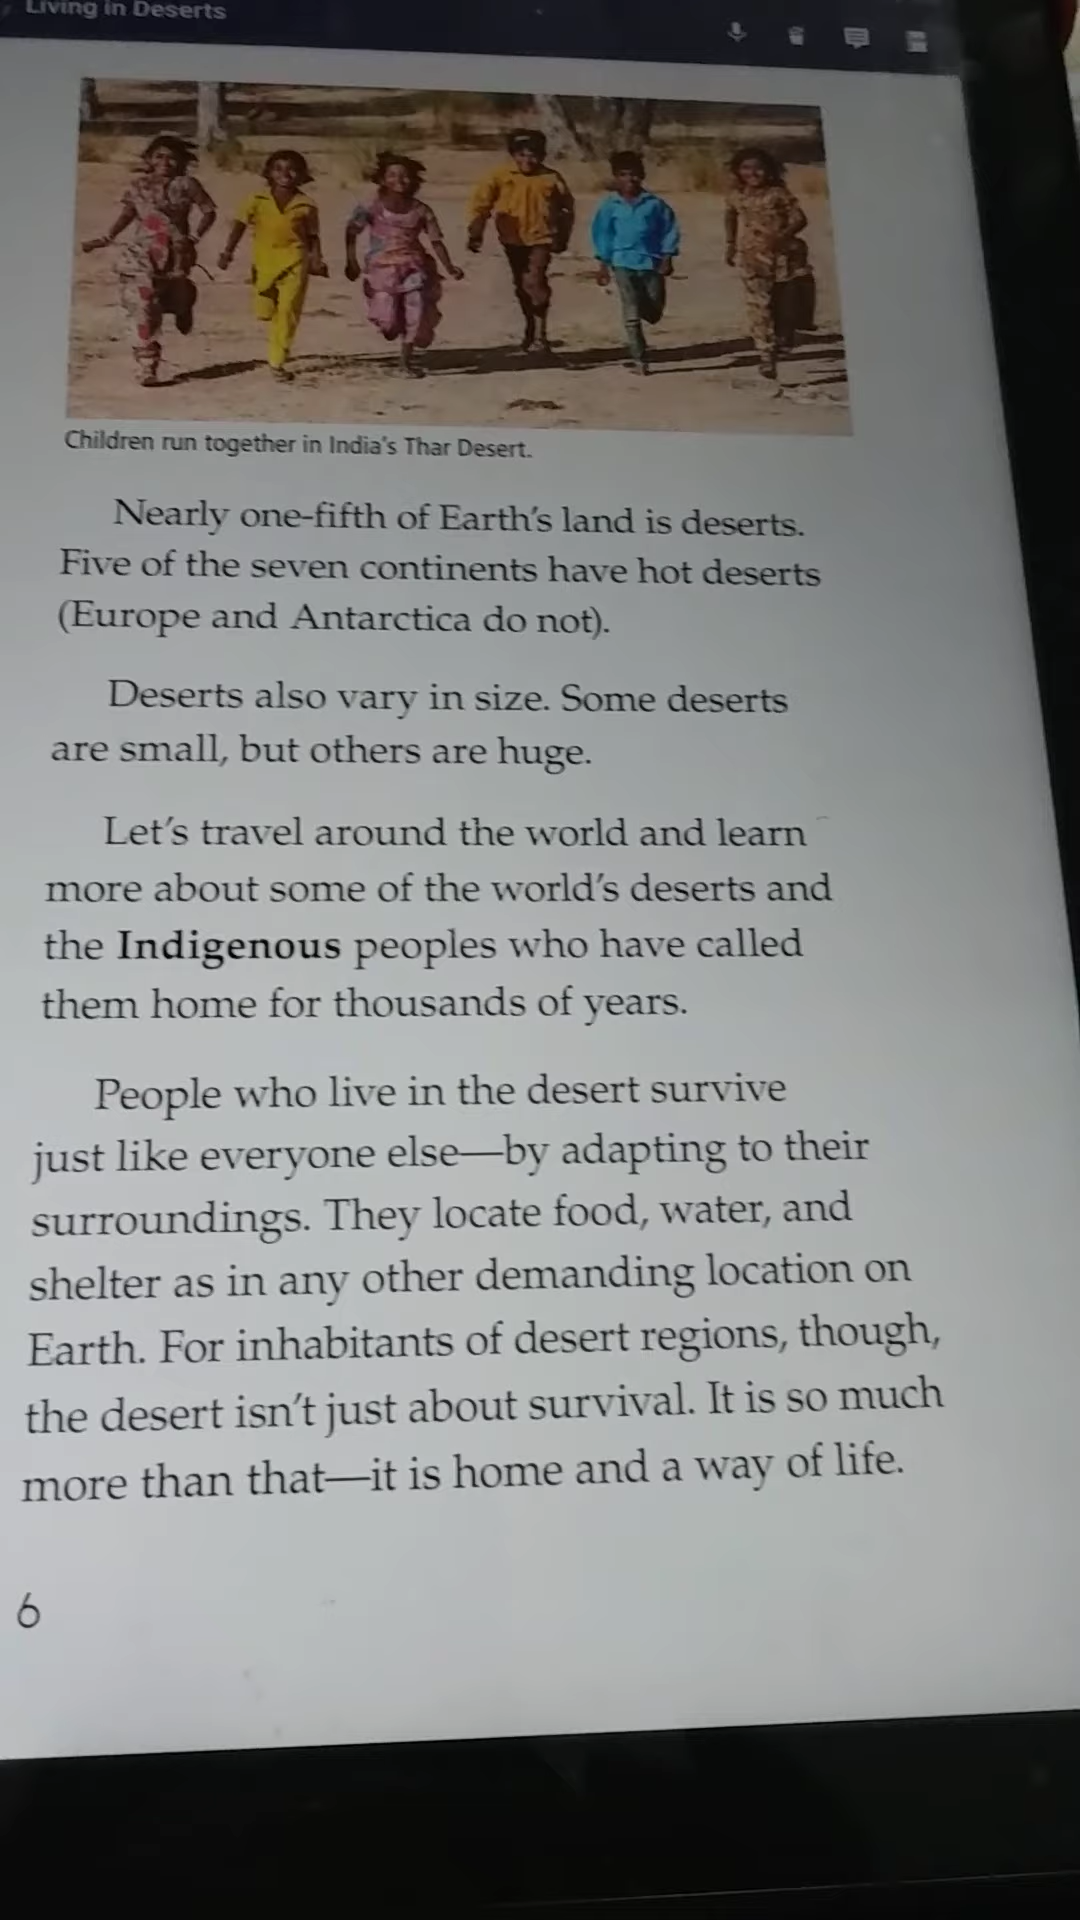 Living in Deserts
Children run together in India's Thar Desert.
Nearly one-fifth of Earth's land is deserts.
Five of the seven continents have hot deserts
(Europe and Antarctica do not).
Deserts also vary in size. Some deserts
are small, but others are huge.
Let's travel around the world and learn
more about some of the world's deserts and
the Indigenous peoples who have called
them home for thousands of years.
People who live in the desert survive
just like everyone else—by adapting to their
surroundings. They locate food, water, and
shelter as in any other demanding location on
Earth. For inhabitants of desert regions, though,
the desert isn't just about survival. It is so much
more than that—it is home and a way of life.
6